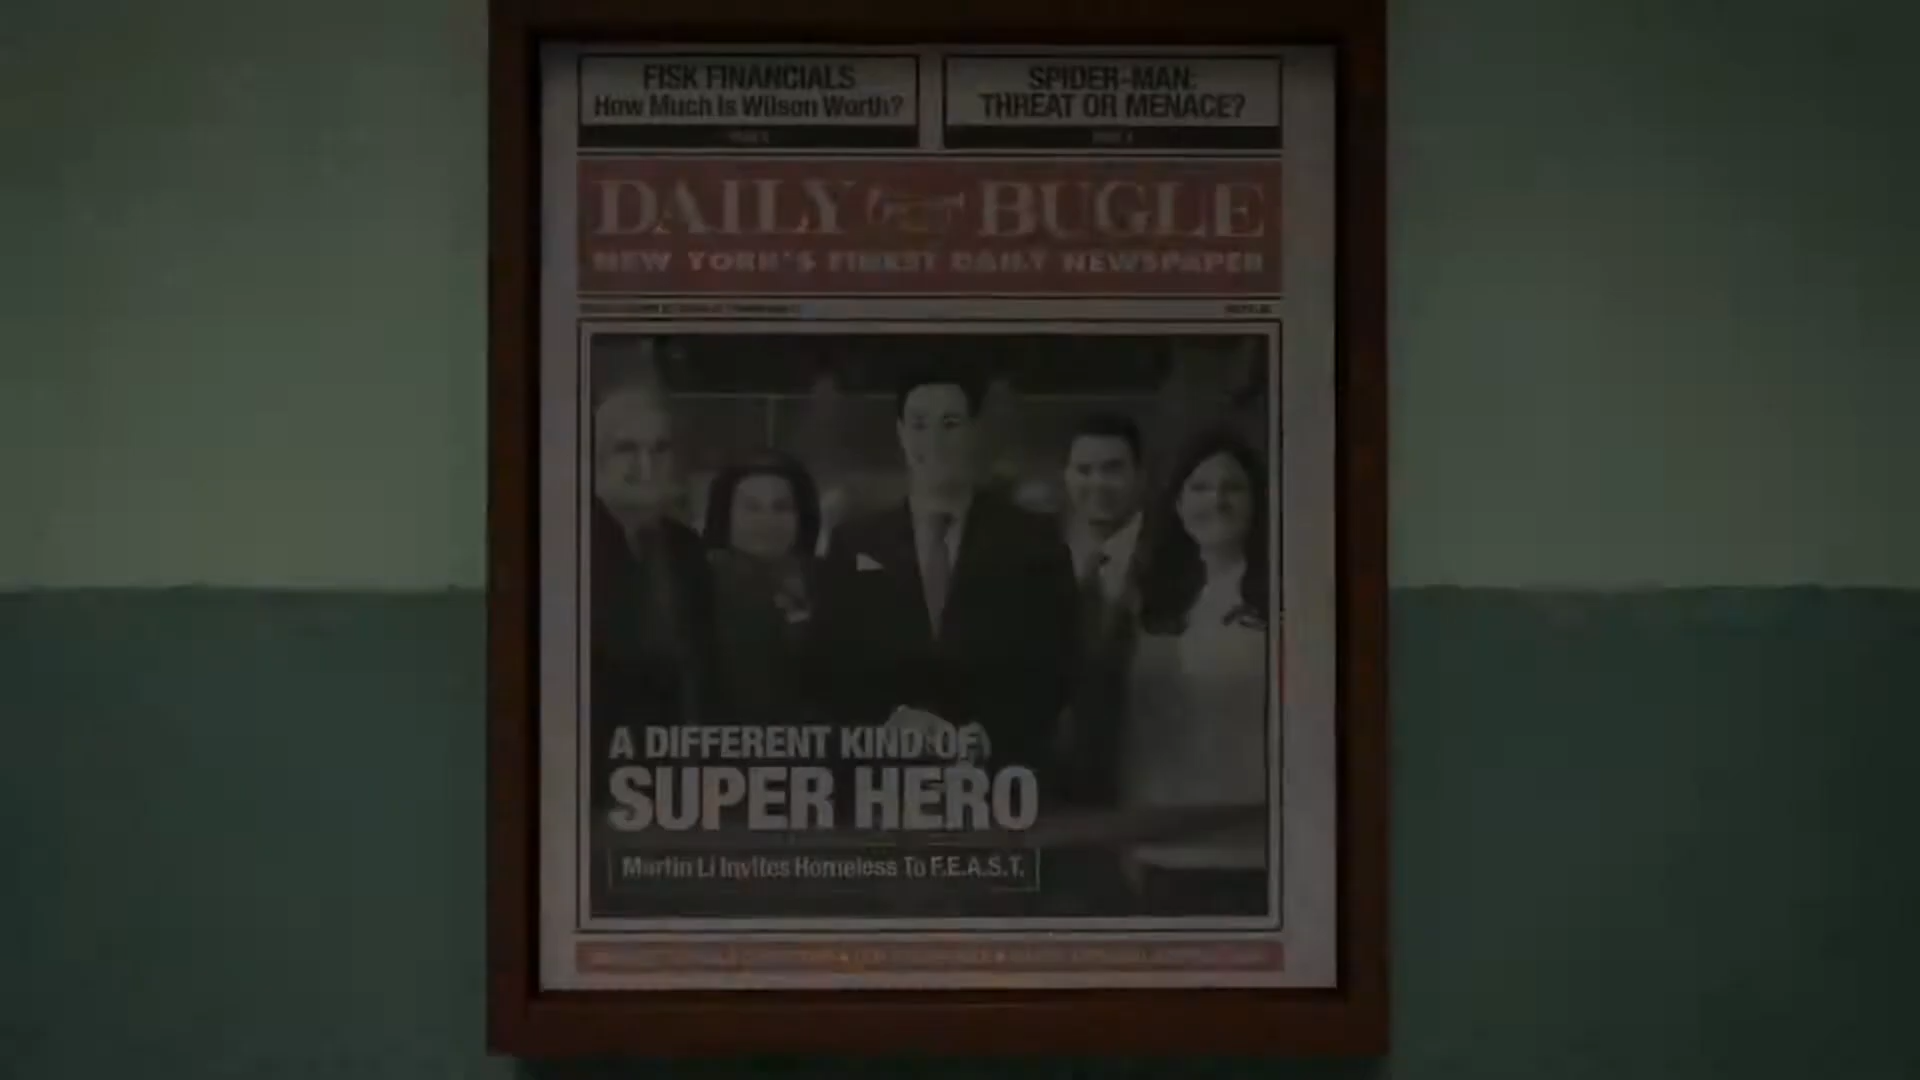 FISK FINANCIALS
How Much Is Wilson Worth?
SPIDER-MAN:
THREAT OR MENACE?
DAILY BUGLE
NEW YORK'S FINEST DAILY NEWSPAPER
A DIFFERENT KIND OF
SUPER HERO
Martin Li Invites Homeless To F.E.A.S.T.